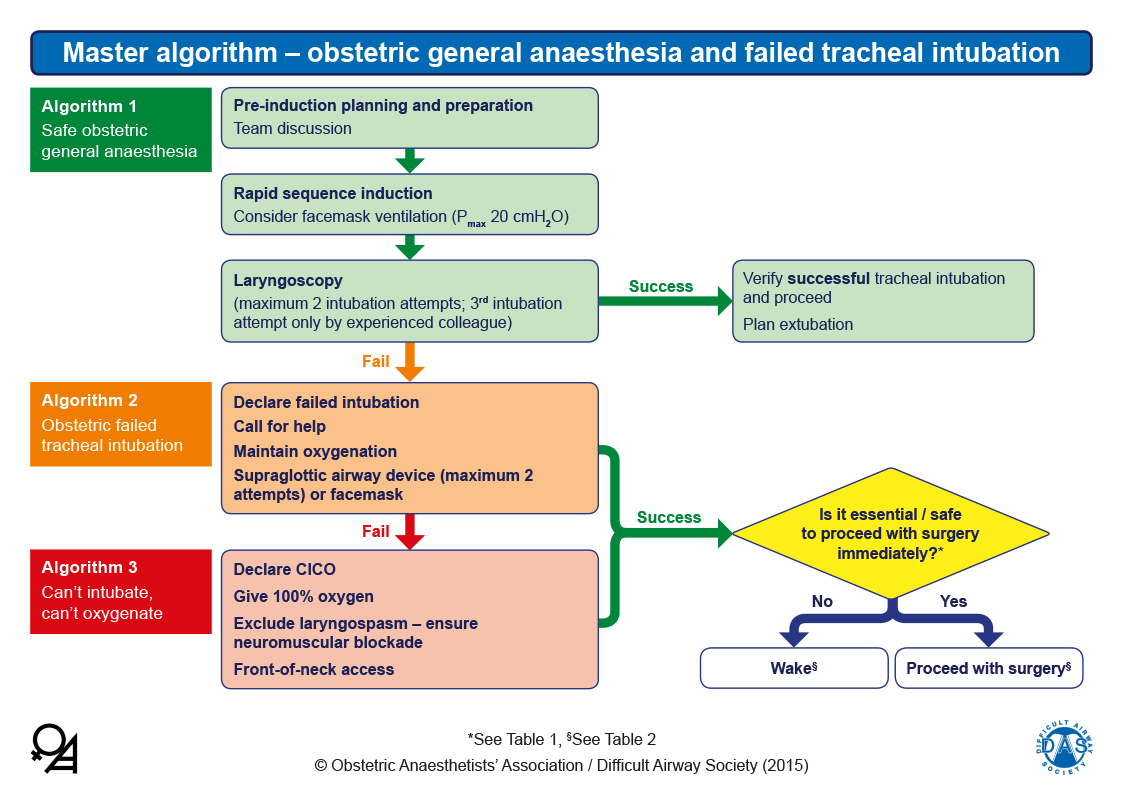 Master algorithm – obstetric general anaesthesia and failed tracheal intubation
Algorithm 1
Safe obstetric
general anaesthesia
Pre-induction planning and preparation
Team discussion
Rapid sequence induction
Consider facemask ventilation (Pmax 20 cmH2O)
Laryngoscopy
(maximum 2 intubation attempts; 3rd intubation
attempt only by experienced colleague)
Success
Verify successful tracheal intubation
and proceed
Plan extubation
Fail
Algorithm 2
Obstetric failed
tracheal intubation
Declare failed intubation
Call for help
Maintain oxygenation
Supraglottic airway device (maximum 2
attempts) or facemask
Success
Is it essential / safe
to proceed with surgery
immediately?*
Fail
Algorithm 3
Can’t intubate,
can’t oxygenate
Declare CICO
Give 100% oxygen
Exclude laryngospasm – ensure
neuromuscular blockade
Front-of-neck access
No
Yes
Wake§
Proceed with surgery§
*See Table 1, §See Table 2
© Obstetric Anaesthetists’ Association / Difficult Airway Society (2015)
OA
DIFFICULT AIRWAY
DAS
SOCIETY